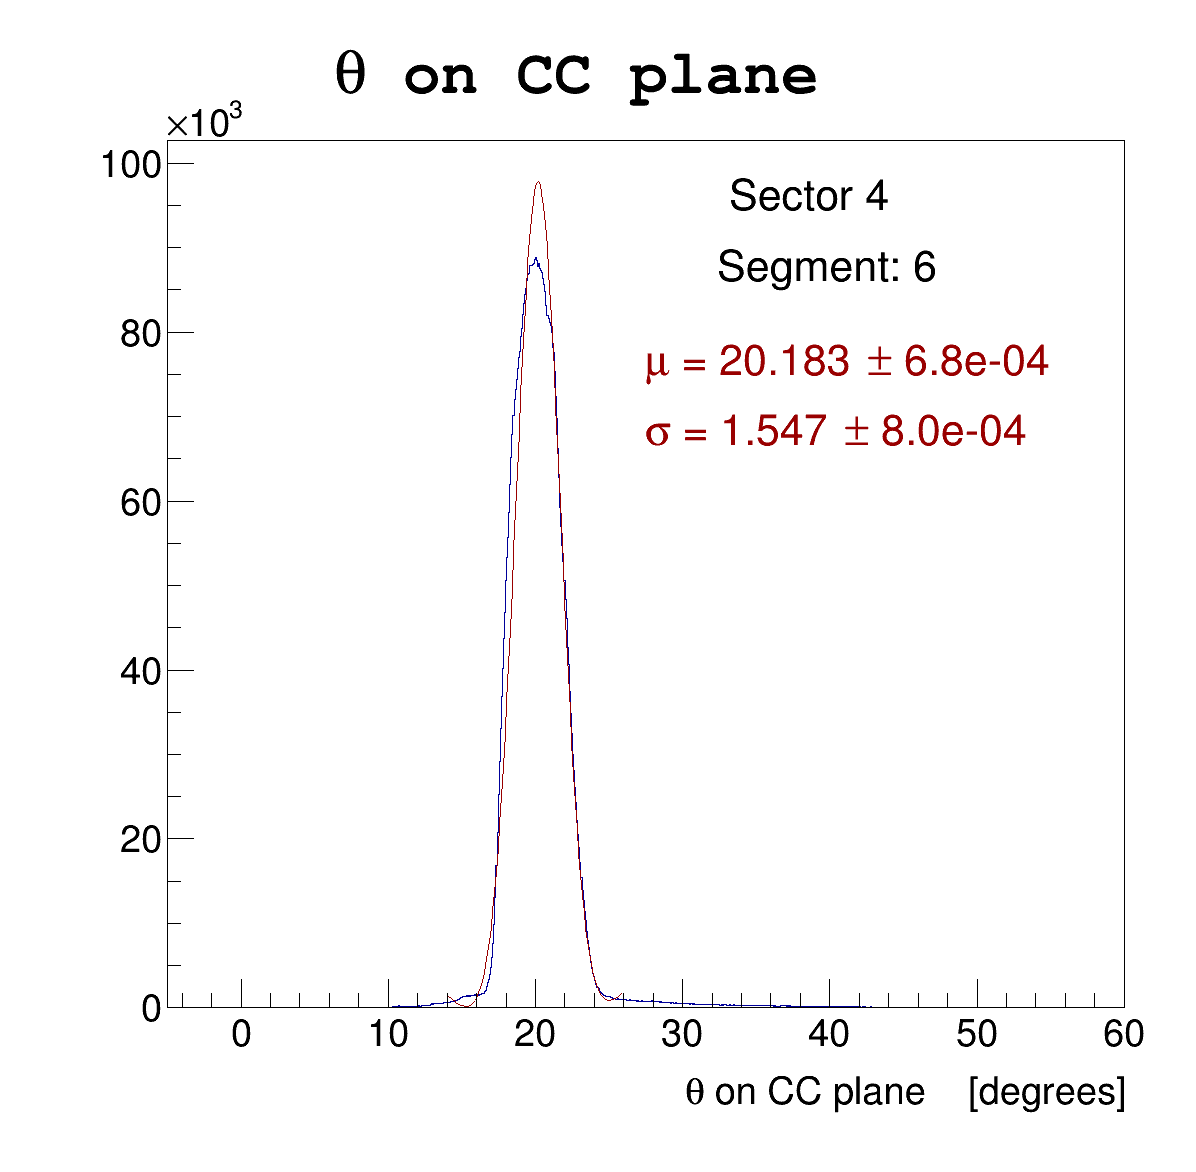 θ on CC plane
×10³
100
80
60
40
20
0
Sector 4
Segment: 6
μ = 20.183 ± 6.8e-04
σ = 1.547 ± 8.0e-04
0 10 20 30 40 50 60
θ on CC plane [degrees]